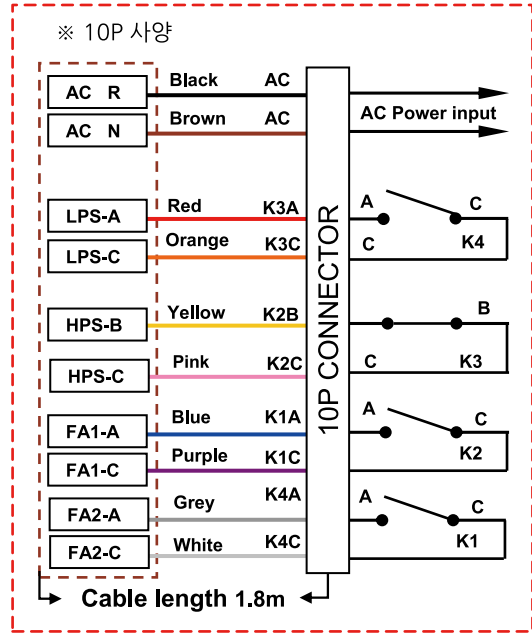 ※ 10P 사양
AC R Black AC
AC N Brown AC
AC Power input
LPS-A Red K3A A C
LPS-C Orange K3C C K4
HPS-B Yellow K2B B
HPS-C Pink K2C C K3
FA1-A Blue K1A A C
FA1-C Purple K1C K2
FA2-A Grey K4A A C
FA2-C White K4C K1
10P CONNECTOR
Cable length 1.8m